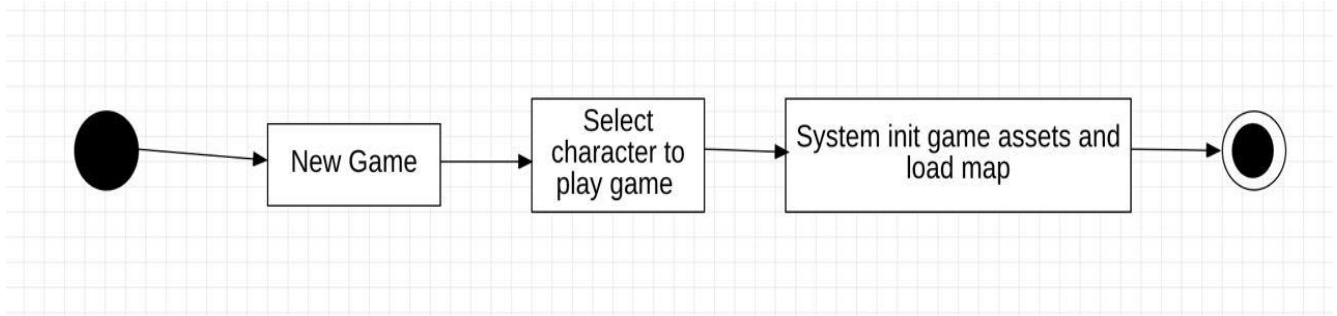 New Game
Select
character to
play game
System init game assets and
load map